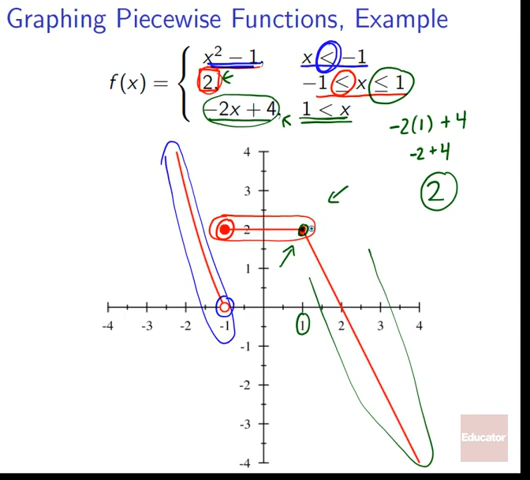 Graphing Piecewise Functions, Example
f(x) = { x² − 1, x < −1
2, −1 ≤ x ≤ 1
−2x + 4, 1 < x
-2(1) + 4
-2 + 4
2
4
3
2
1
-4 -3 -2 -1 1 2 3 4
-1
-2
-3
-4
Educator